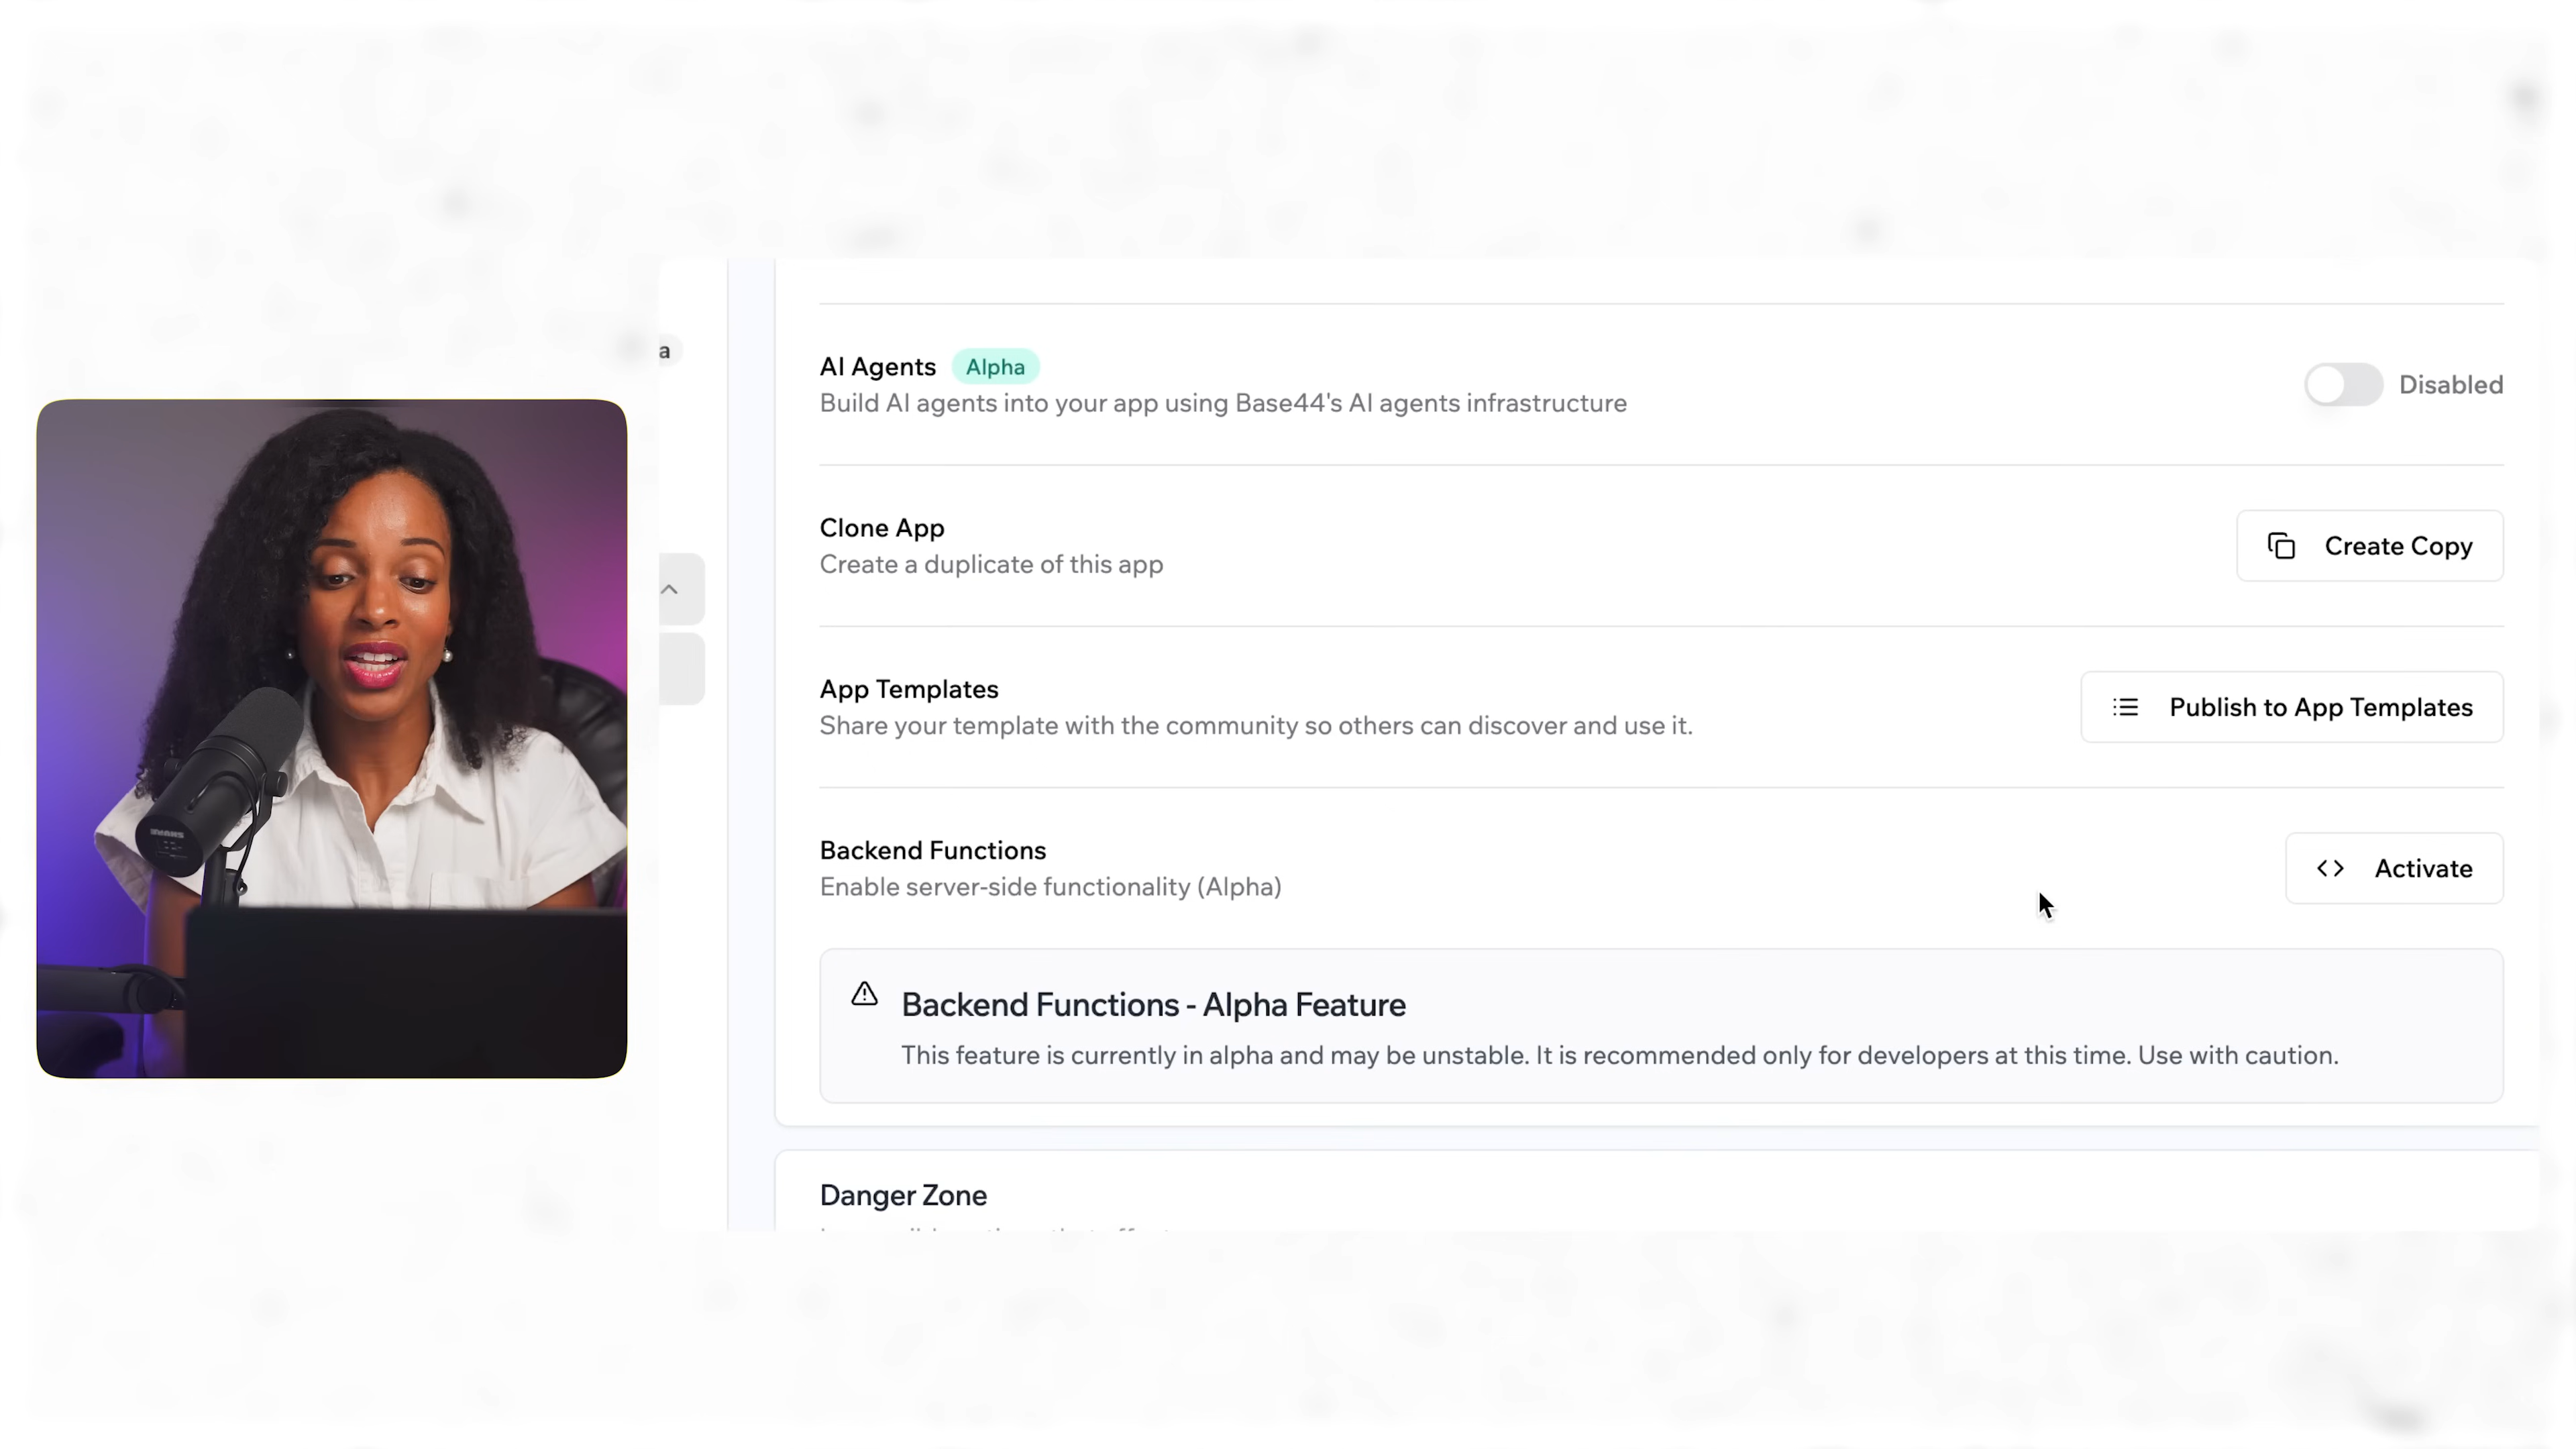 a
AI Agents Alpha
Build AI agents into your app using Base44's AI agents infrastructure
Disabled
Clone App
Create a duplicate of this app
Create Copy
App Templates
Share your template with the community so others can discover and use it.
Publish to App Templates
Backend Functions
Enable server-side functionality (Alpha)
<> Activate
Backend Functions - Alpha Feature
This feature is currently in alpha and may be unstable. It is recommended only for developers at this time. Use with caution.
Danger Zone